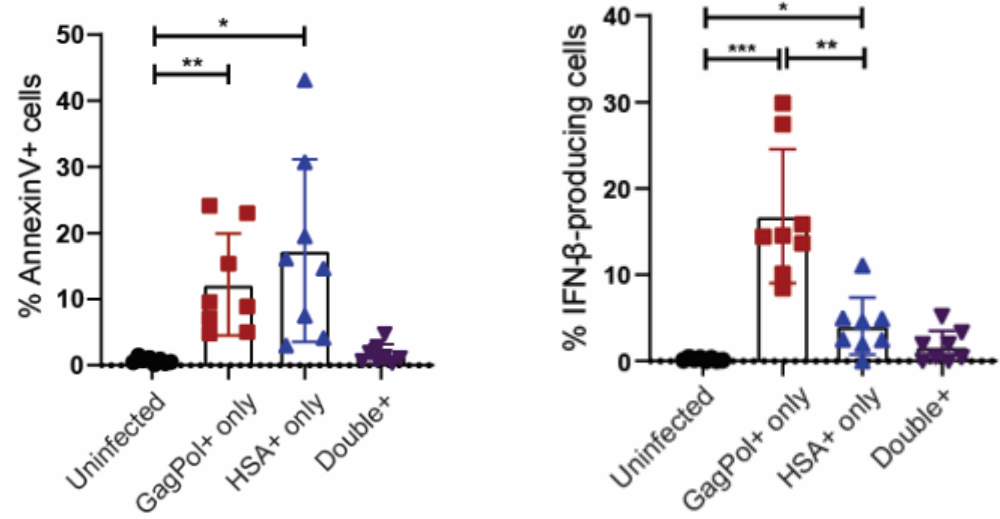 % AnnexinV+ cells
50
40
30
20
10
0
*
**
Uninfected
GagPol+ only
HSA+ only
Double+
% IFN-β-producing cells
40
30
20
10
0
*
***
**
Uninfected
GagPol+ only
HSA+ only
Double+